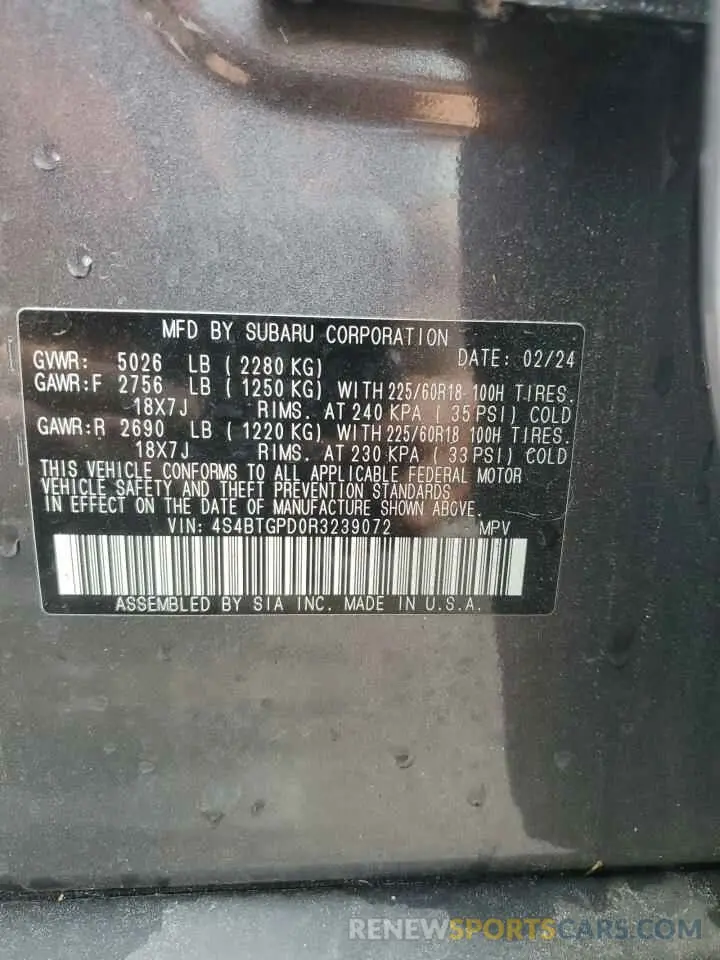 MFD BY SUBARU CORPORATION
GVWR: 5026 LB ( 2280 KG) DATE: 02/24
GAWR:F 2756 LB ( 1250 KG) WITH 225/60R18 100H TIRES.
18X7J RIMS. AT 240 KPA ( 35 PSI) COLD
GAWR:R 2690 LB ( 1220 KG) WITH 225/60R18 100H TIRES.
18X7J RIMS. AT 230 KPA ( 33 PSI) COLD
THIS VEHICLE CONFORMS TO ALL APPLICABLE FEDERAL MOTOR
VEHICLE SAFETY AND THEFT PREVENTION STANDARDS
IN EFFECT ON THE DATE OF MANUFACTURE SHOWN ABOVE.
VIN: 4S4BTGPD0R3239072 MPV
ASSEMBLED BY SIA INC. MADE IN U.S.A.
RENEWSPORTSCARS.COM